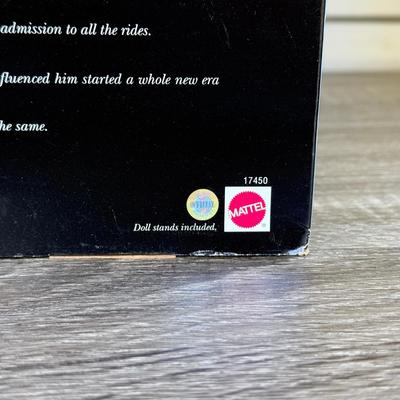 admission to all the rides.
fluenced him started a whole new era
he same.
17450
MATTEL
Doll stands included.